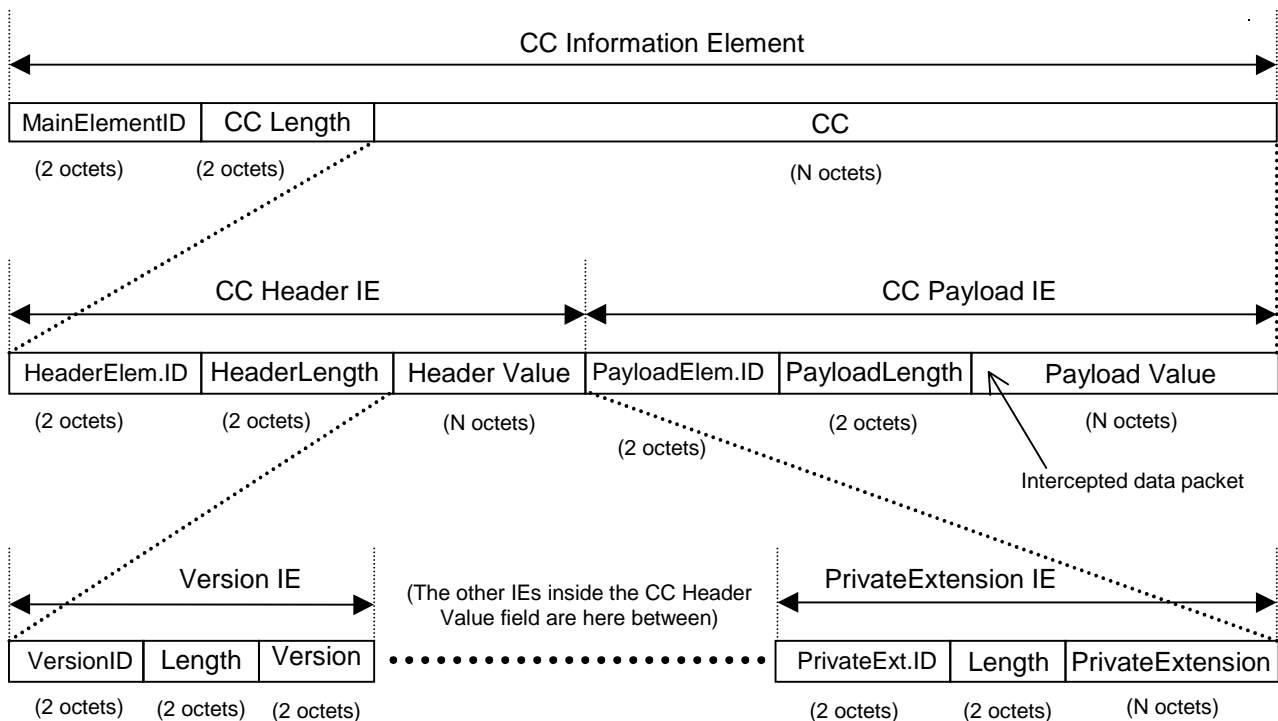 CC Information Element
MainElementID CC Length CC
(2 octets) (2 octets) (N octets)
CC Header IE CC Payload IE
HeaderElem.ID HeaderLength Header Value PayloadElem.ID PayloadLength Payload Value
(2 octets) (2 octets) (N octets) (2 octets) (2 octets) (N octets)
Intercepted data packet
Version IE (The other IEs inside the CC Header PrivateExtension IE
Value field are here between)
VersionID Length Version PrivateExt.ID Length PrivateExtension
(2 octets) (2 octets) (2 octets) (2 octets) (2 octets) (N octets)